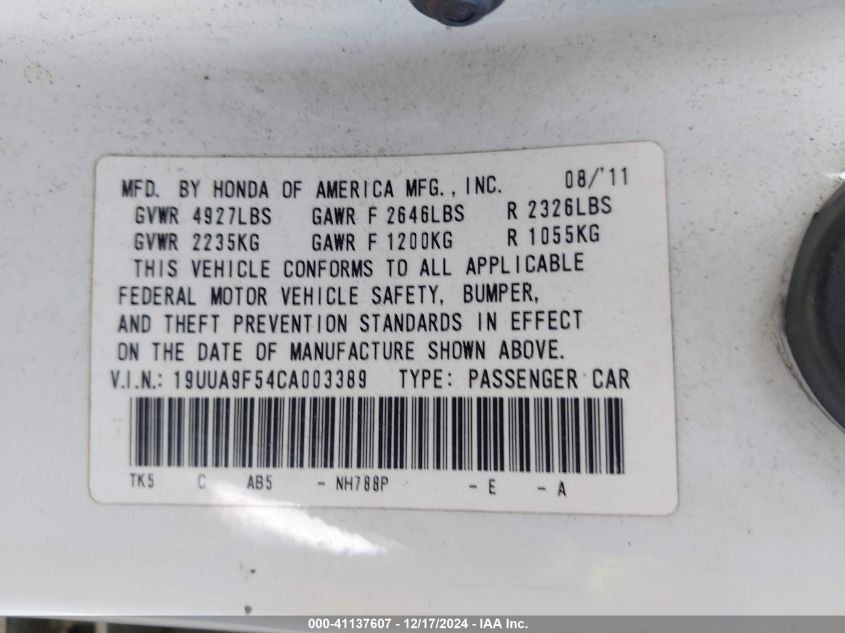 MFD. BY HONDA OF AMERICA MFG., INC. 08/'11
GVWR 4927LBS GAWR F 2646LBS R 2326LBS
GVWR 2235KG GAWR F 1200KG R 1055KG
THIS VEHICLE CONFORMS TO ALL APPLICABLE
FEDERAL MOTOR VEHICLE SAFETY, BUMPER,
AND THEFT PREVENTION STANDARDS IN EFFECT
ON THE DATE OF MANUFACTURE SHOWN ABOVE.
V.I.N.: 19UUA9F54CA003389 TYPE: PASSENGER CAR
TK5 C AB5 - NH788P - E - A
000-41137607 - 12/17/2024 - IAA Inc.